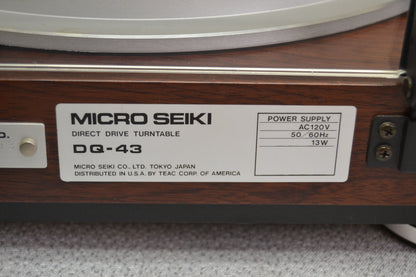 MICRO SEIKI
DIRECT DRIVE TURNTABLE
DQ-43
MICRO SEIKI CO., LTD. TOKYO JAPAN
DISTRIBUTED IN U.S.A. BY TEAC CORP. OF AMERICA
POWER SUPPLY
AC120V
50/60Hz
13W